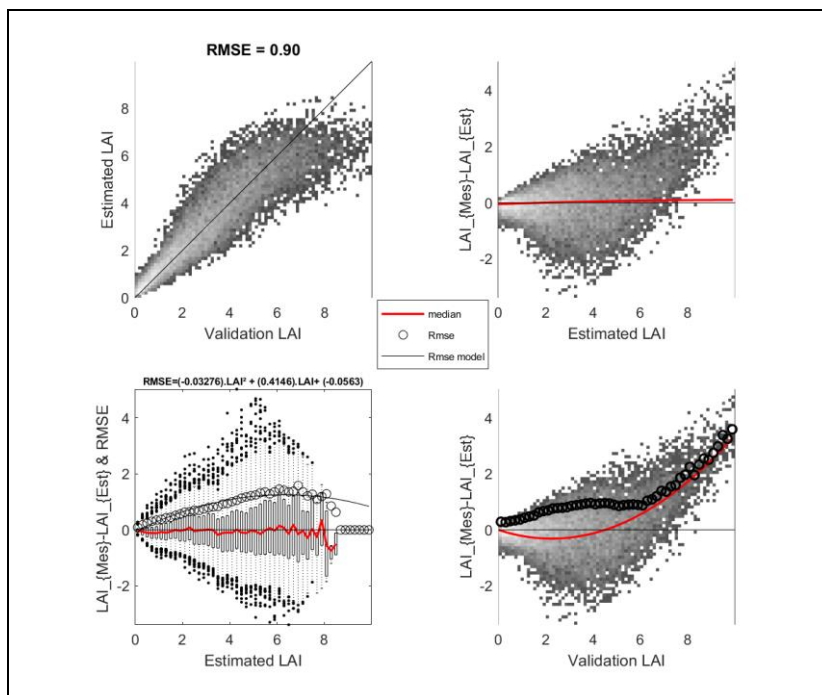 RMSE = 0.90
8
6
4
2
0
Estimated LAI
0 2 4 6 8
Validation LAI
4
2
0
-2
LAI_{Mes}-LAI_{Est}
0 2 4 6 8
Estimated LAI
median
Rmse
Rmse model
RMSE=(-0.03276).LAI² + (0.4146).LAI+ (-0.0563)
4
2
0
-2
LAI_{Mes}-LAI_{Est} & RMSE
0 2 4 6 8
Estimated LAI
4
2
0
-2
LAI_{Mes}-LAI_{Est}
0 2 4 6 8
Validation LAI